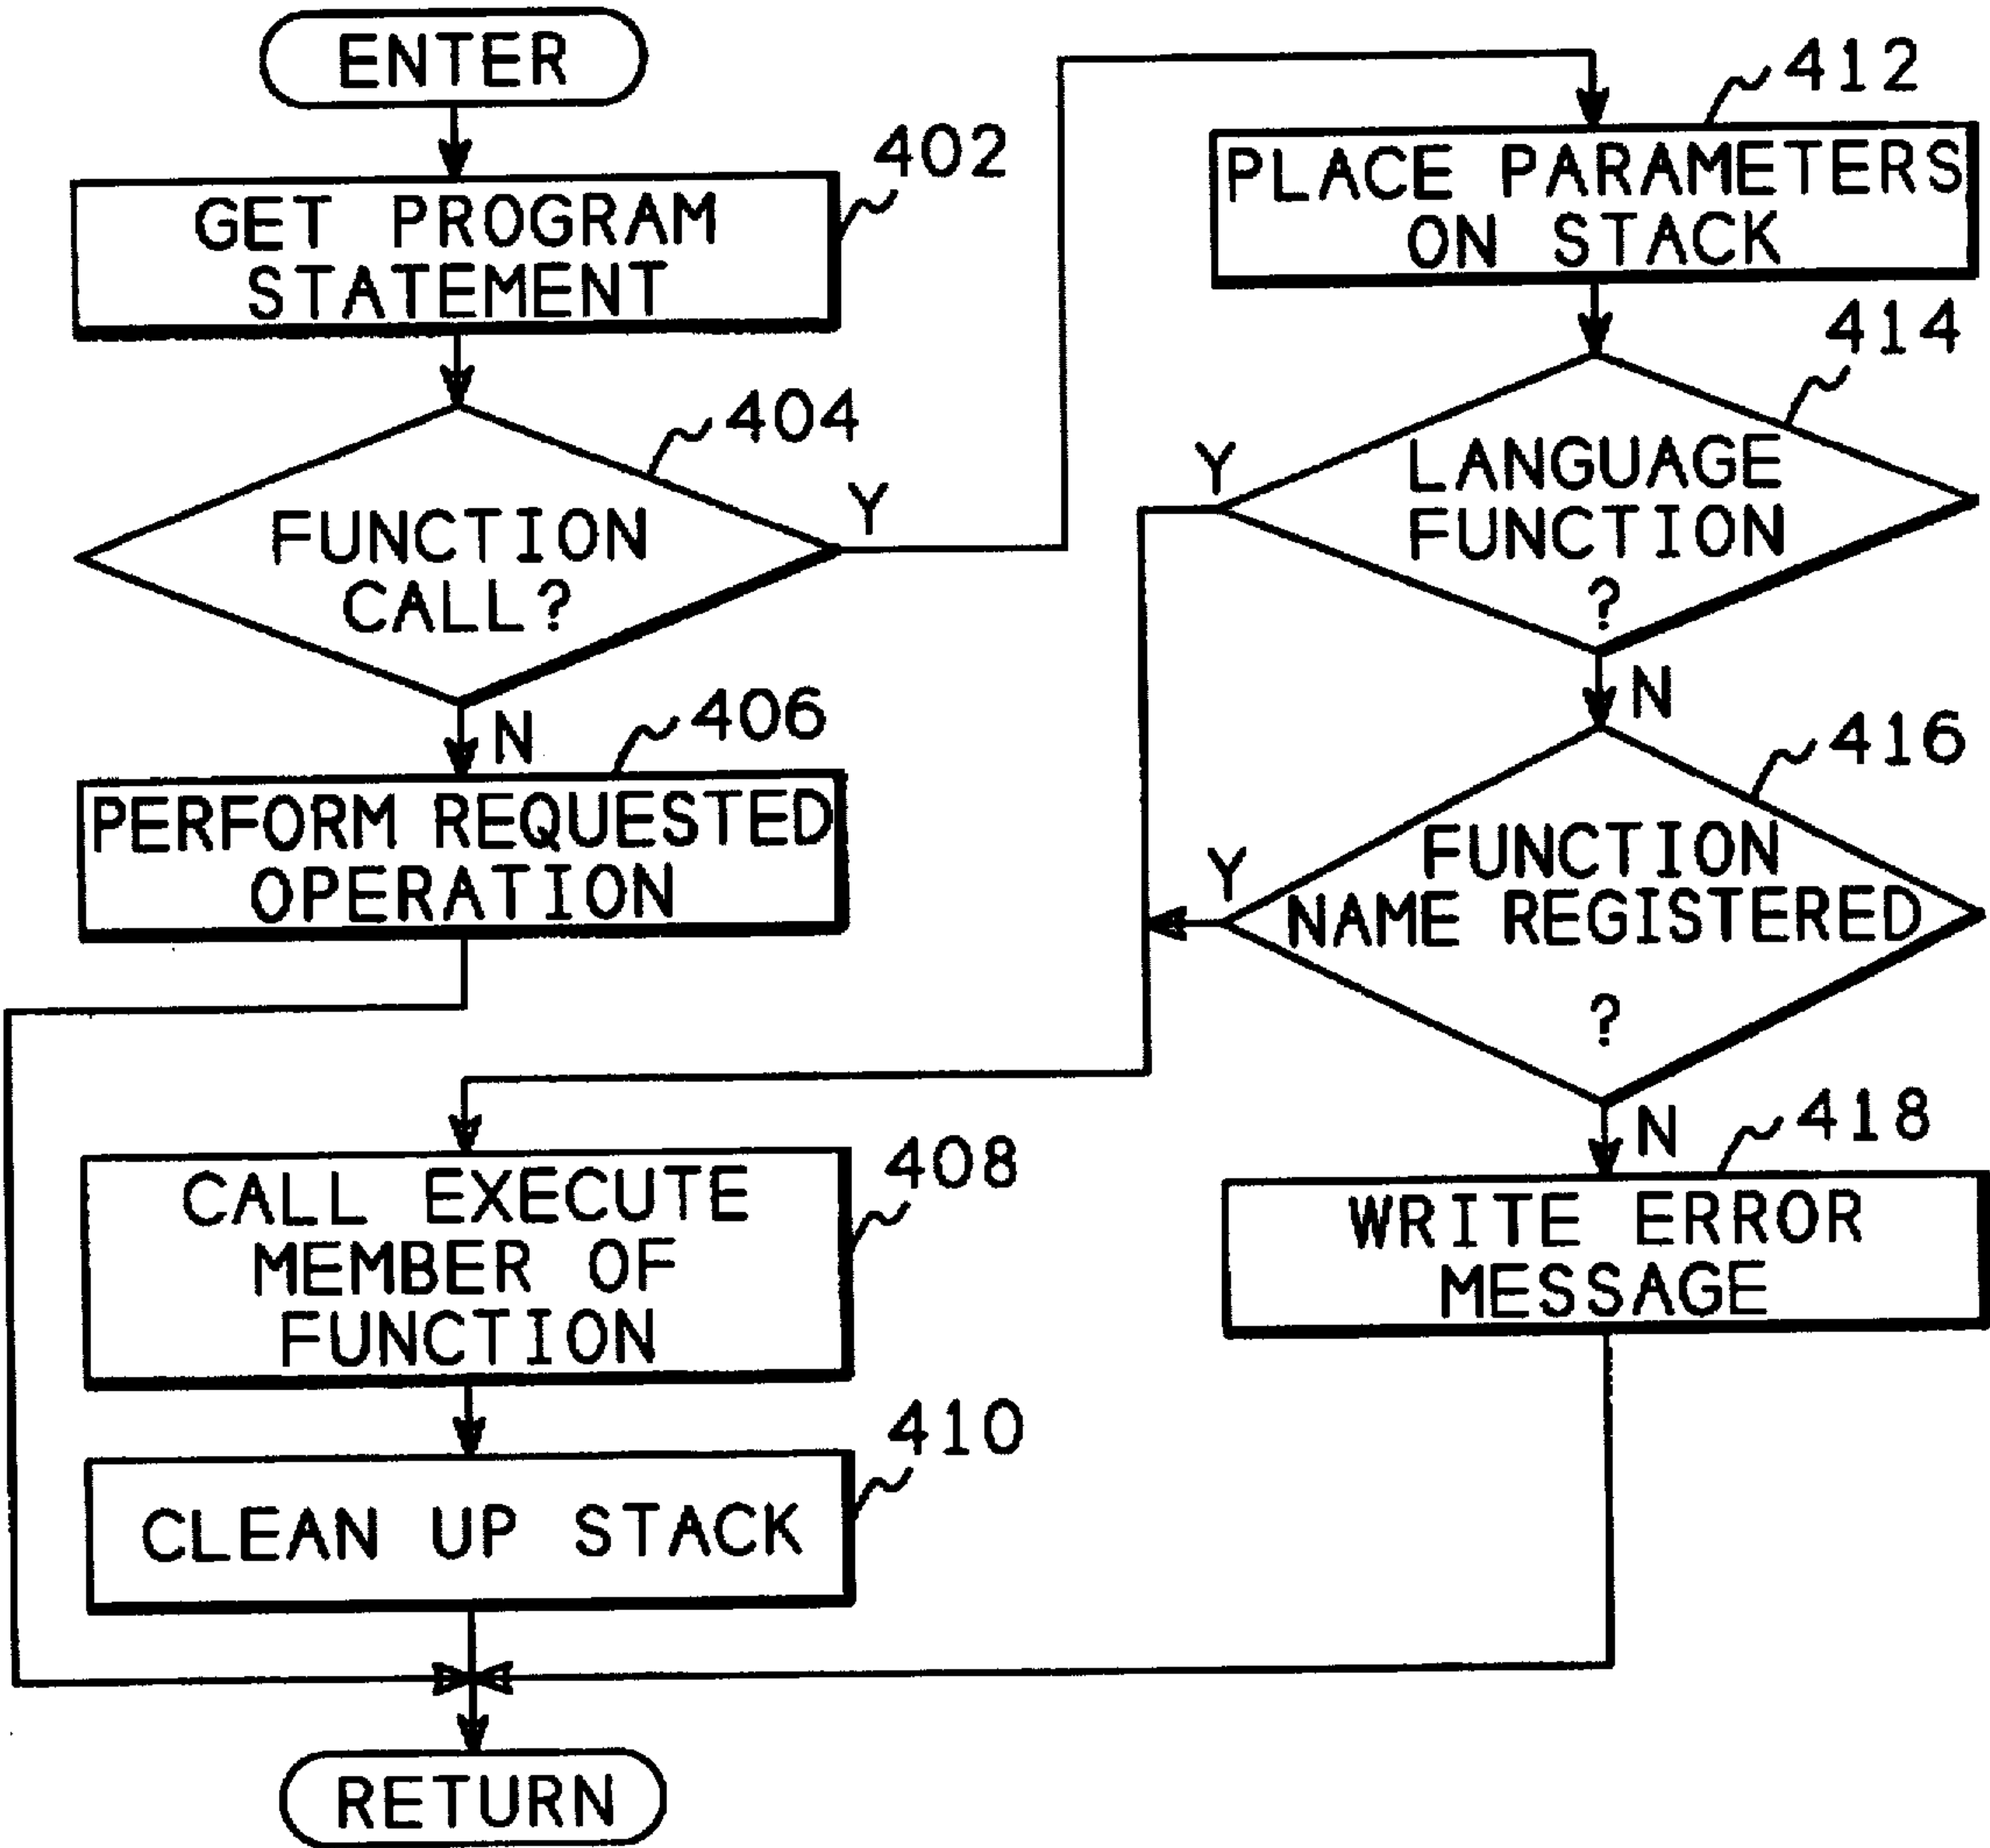 ENTER
402
GET PROGRAM
STATEMENT
404
FUNCTION
CALL?
Y
N
406
PERFORM REQUESTED
OPERATION
408
CALL EXECUTE
MEMBER OF
FUNCTION
410
CLEAN UP STACK
RETURN
412
PLACE PARAMETERS
ON STACK
414
LANGUAGE
FUNCTION
?
Y
N
416
FUNCTION
NAME REGISTERED
?
Y
N
418
WRITE ERROR
MESSAGE